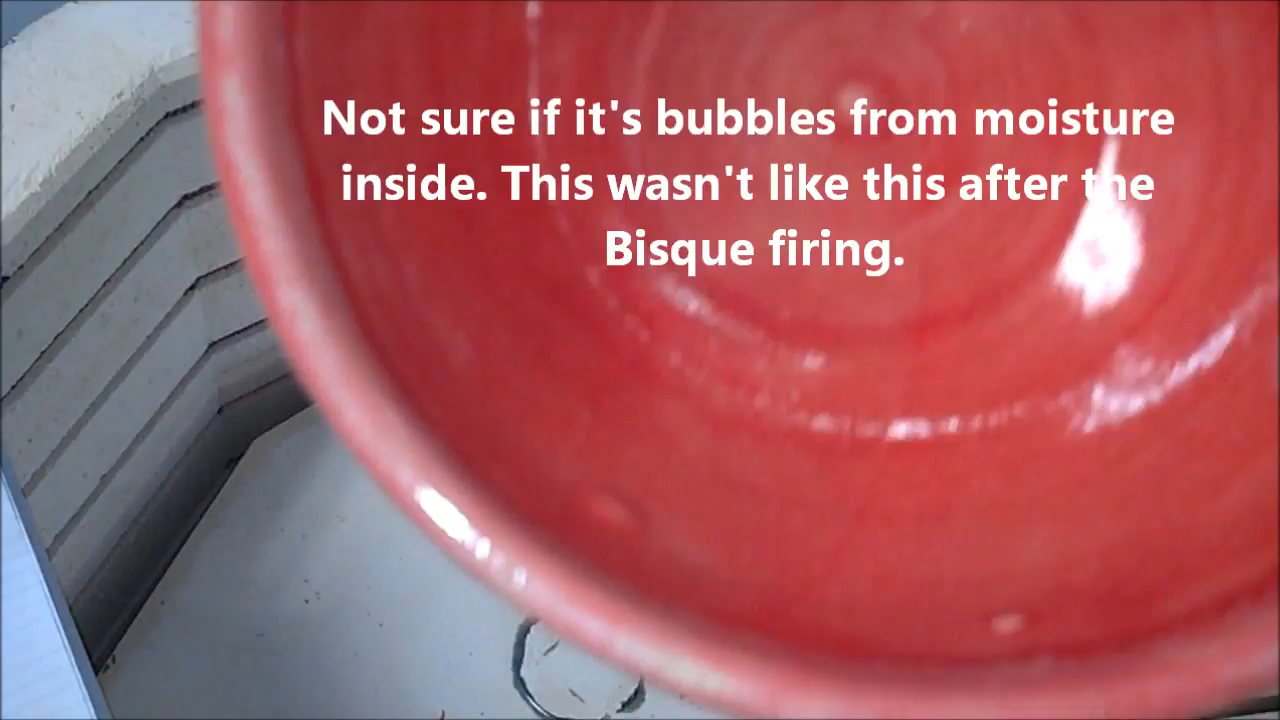 Not sure if it's bubbles from moisture
inside. This wasn't like this after the
Bisque firing.